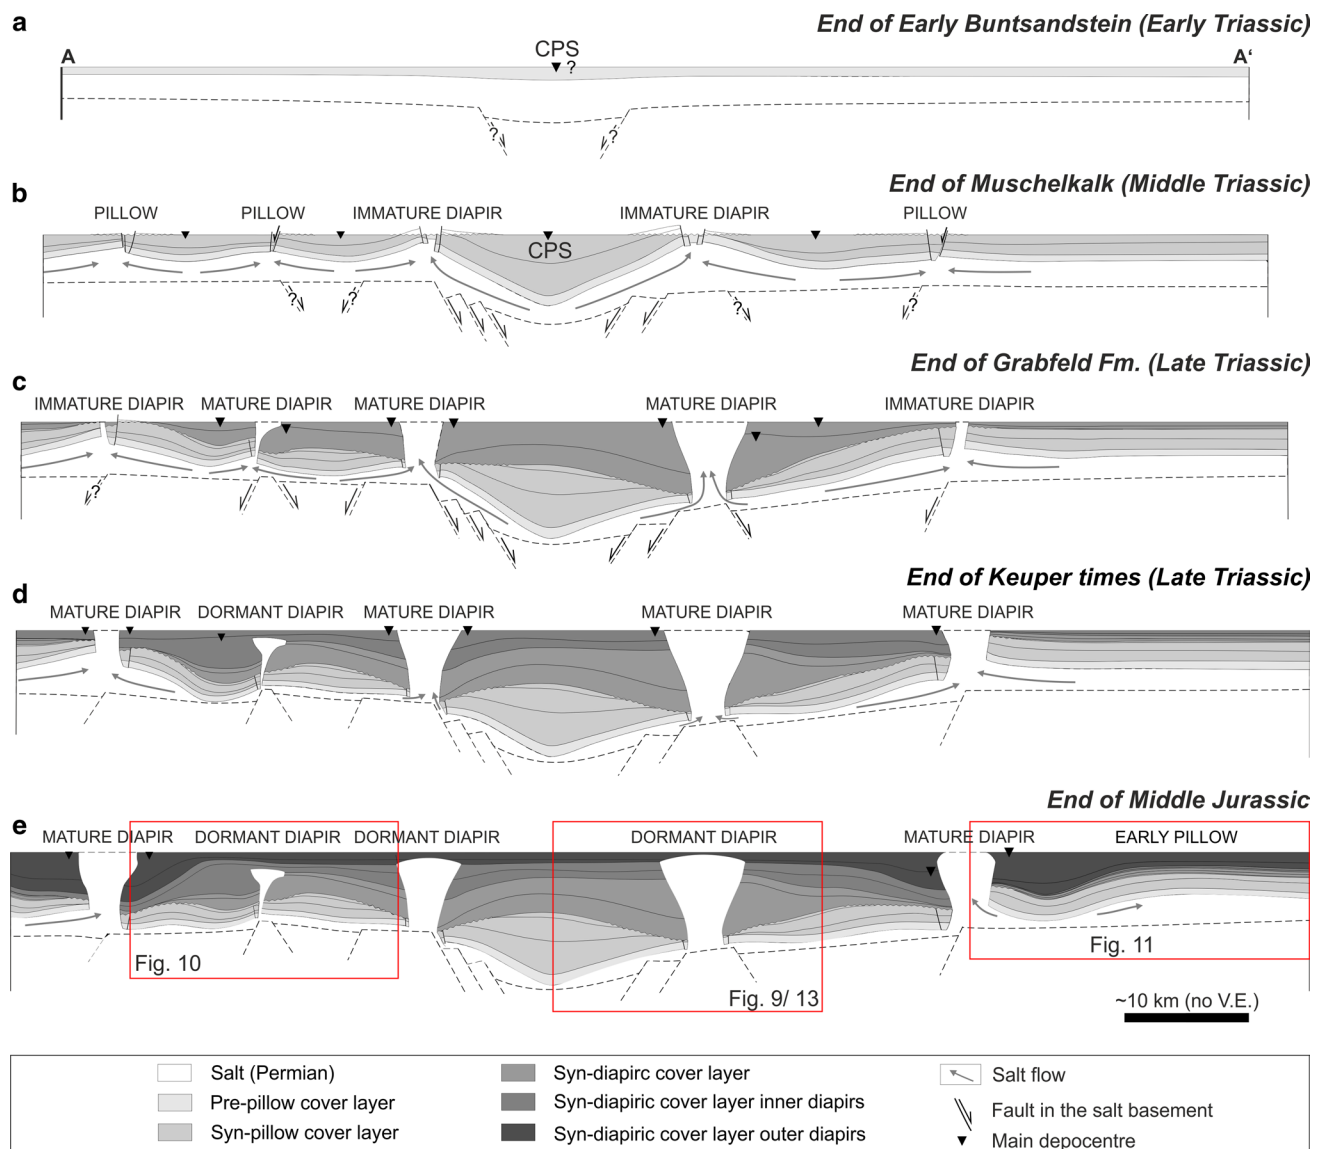 a
End of Early Buntsandstein (Early Triassic)
A
CPS
?
A‘
?
?
b
End of Muschelkalk (Middle Triassic)
PILLOW
PILLOW
IMMATURE DIAPIR
IMMATURE DIAPIR
PILLOW
CPS
?
?
?
?
End of Grabfeld Fm. (Late Triassic)
c
IMMATURE DIAPIR
MATURE DIAPIR
MATURE DIAPIR
MATURE DIAPIR
IMMATURE DIAPIR
?
End of Keuper times (Late Triassic)
d
MATURE DIAPIR
DORMANT DIAPIR
MATURE DIAPIR
MATURE DIAPIR
MATURE DIAPIR
End of Middle Jurassic
e
MATURE DIAPIR
DORMANT DIAPIR
DORMANT DIAPIR
DORMANT DIAPIR
MATURE DIAPIR
EARLY PILLOW
Fig. 10
Fig. 9/ 13
Fig. 11
~10 km (no V.E.)
Salt (Permian)
Pre-pillow cover layer
Syn-pillow cover layer
Syn-diapirc cover layer
Syn-diapiric cover layer inner diapirs
Syn-diapiric cover layer outer diapirs
Salt flow
Fault in the salt basement
Main depocentre